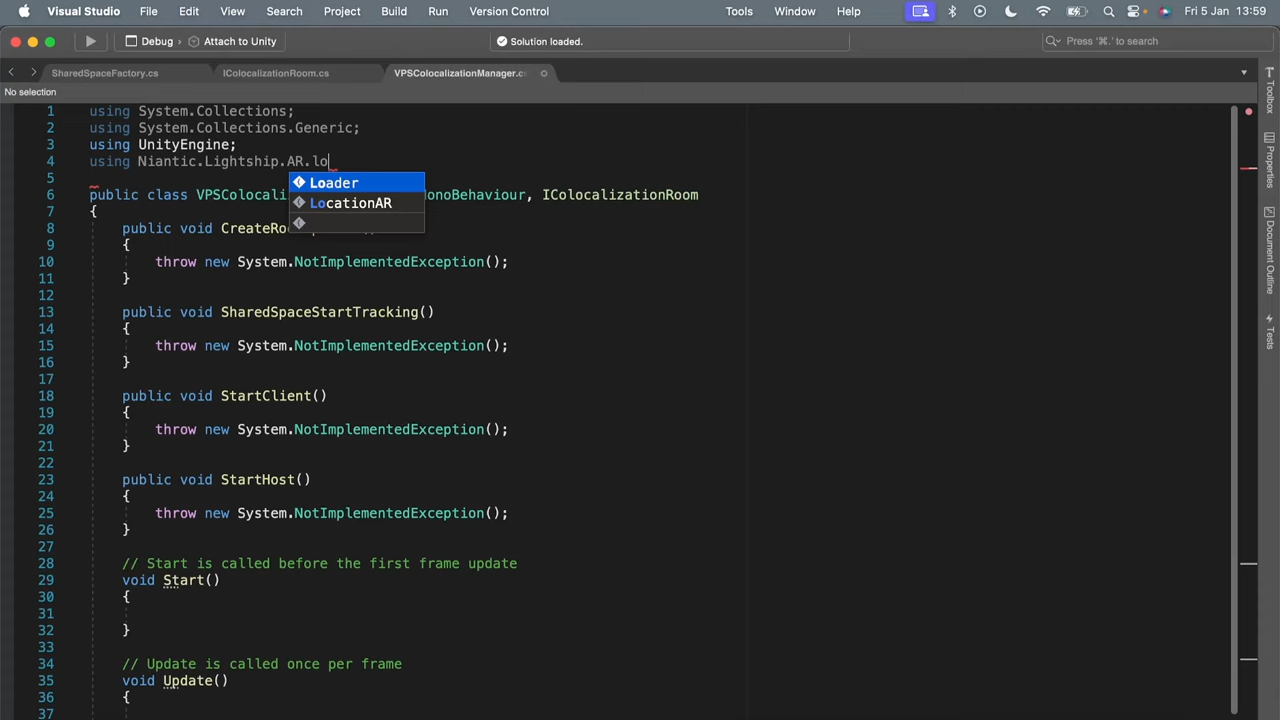 Visual Studio File Edit View Search Project Build Run Version Control Tools Window Help Fri 5 Jan 13:59
Debug › Attach to Unity Solution loaded. Press '⌘.' to search
SharedSpaceFactory.cs IColocalizationRoom.cs VPSColocalizationManager.c
No selection
1 using System.Collections;
2 using System.Collections.Generic;
3 using UnityEngine;
4 using Niantic.Lightship.AR.lo
5
Loader
6 public class VPSColocali onoBehaviour, IColocalizationRoom
LocationAR
7 {
8 public void CreateRo
9 {
10 throw new System.NotImplementedException();
11 }
12
13 public void SharedSpaceStartTracking()
14 {
15 throw new System.NotImplementedException();
16 }
17
18 public void StartClient()
19 {
20 throw new System.NotImplementedException();
21 }
22
23 public void StartHost()
24 {
25 throw new System.NotImplementedException();
26 }
27
28 // Start is called before the first frame update
29 void Start()
30 {
31
32 }
33
34 // Update is called once per frame
35 void Update()
36 {
37
Toolbox
Properties
Document Outline
Tests